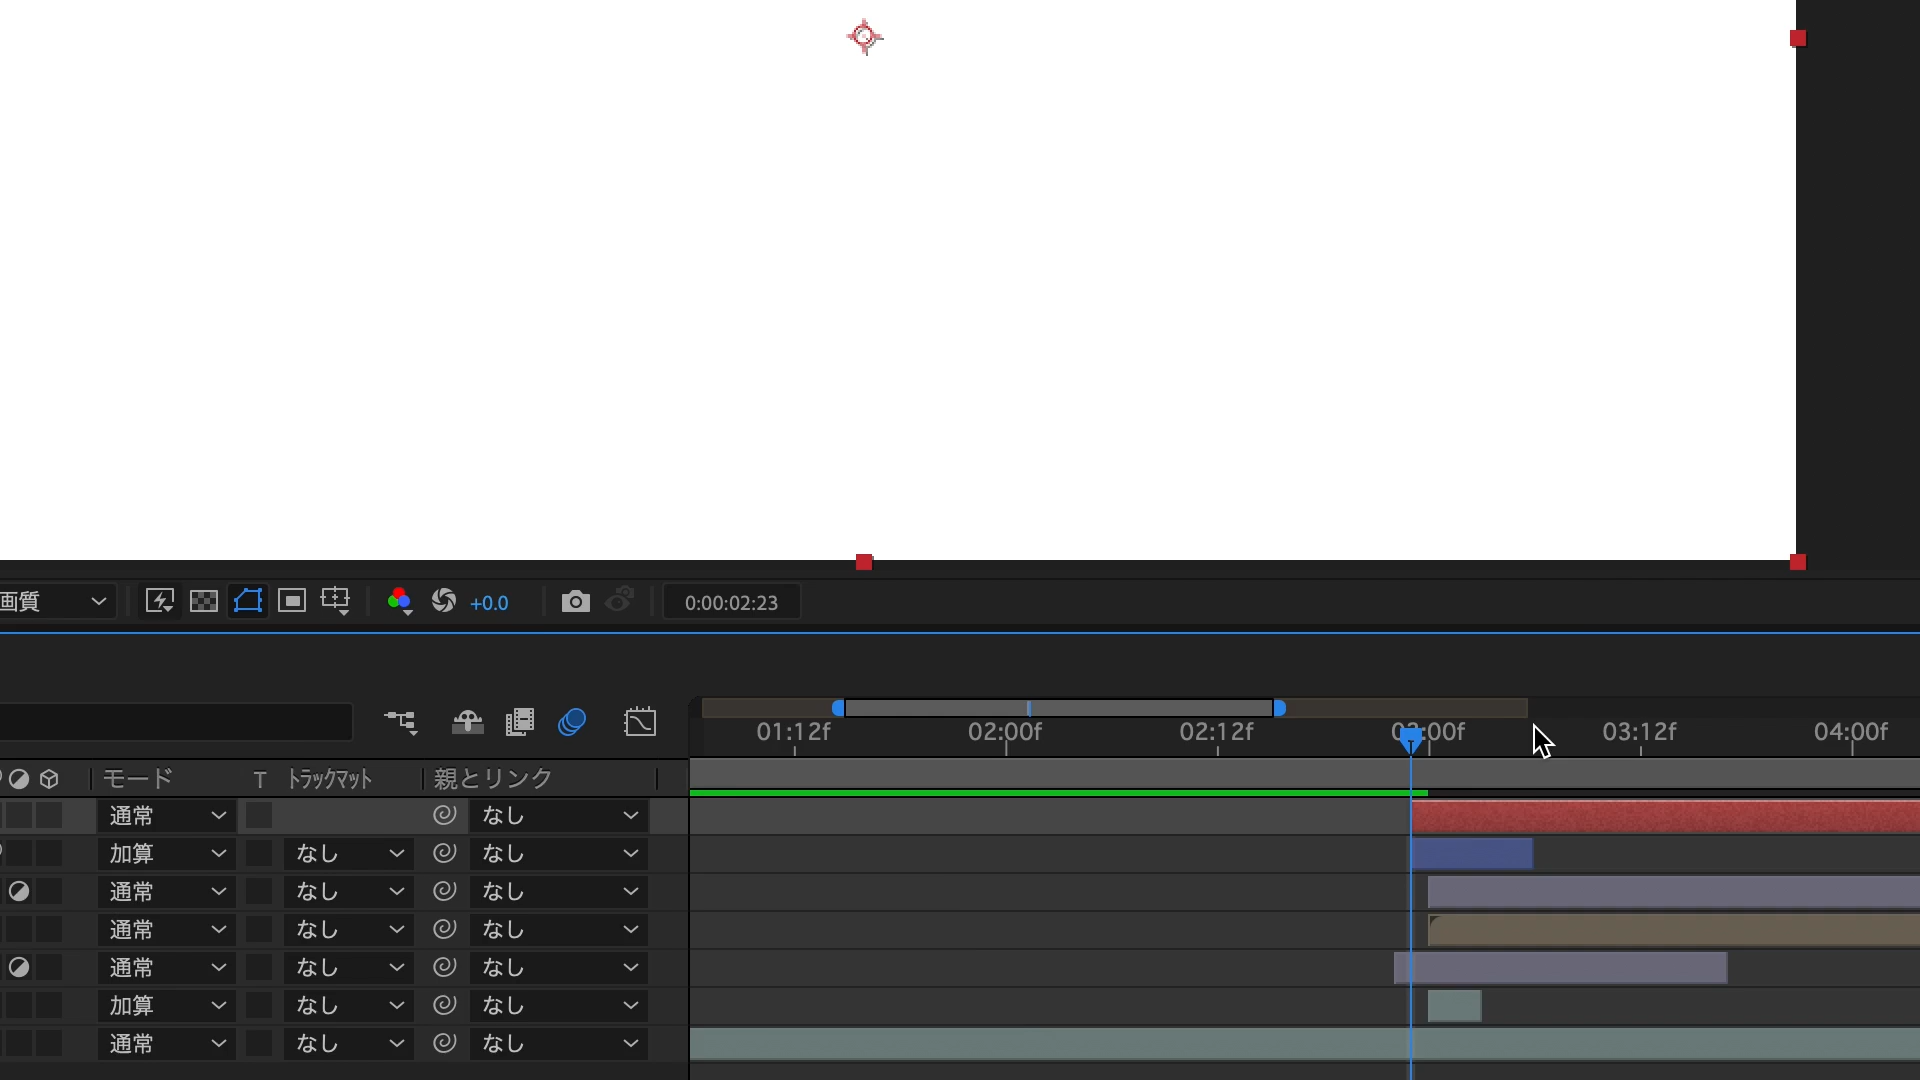 画質 +0.0 0:00:02:23
01:12f 02:00f 02:12f 03:00f 03:12f 04:00f
モード T トラックマット 親とリンク
通常 なし
加算 なし なし
通常 なし なし
通常 なし なし
通常 なし なし
加算 なし なし
通常 なし なし